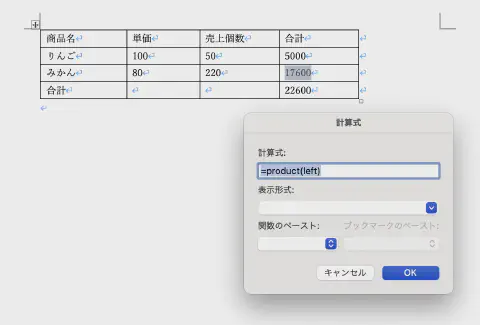 商品名 単価 売上個数 合計
りんご 100 50 5000
みかん 80 220 17600
合計 22600
計算式
計算式:
=product(left)
表示形式:
関数のペースト: ブックマークのペースト:
キャンセル OK